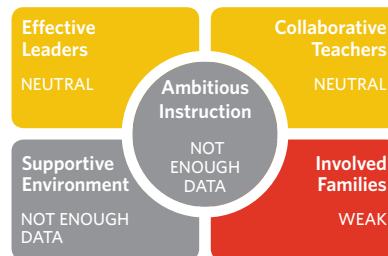 Effective
Leaders
NEUTRAL
Collaborative
Teachers
NEUTRAL
Ambitious
Instruction
NOT
ENOUGH
DATA
Supportive
Environment
NOT ENOUGH
DATA
Involved
Families
WEAK